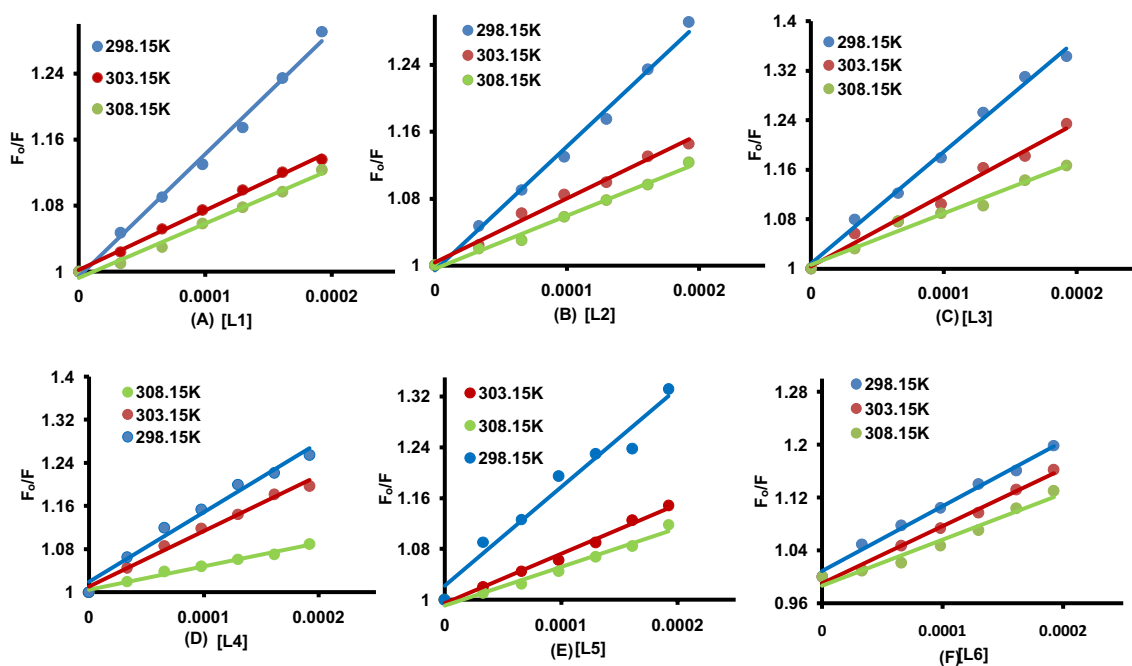 298.15K
303.15K
308.15K
Fₒ/F
1.24
1.16
1.08
1
0
0.0001
0.0002
(A) [L1]
298.15K
303.15K
308.15K
Fₒ/F
1.24
1.16
1.08
1
0
0.0001
0.0002
(B) [L2]
298.15K
303.15K
308.15K
Fₒ/F
1.4
1.32
1.24
1.16
1.08
1
0
0.0001
0.0002
(C) [L3]
308.15K
303.15K
298.15K
Fₒ/F
1.4
1.32
1.24
1.16
1.08
1
0
0.0001
0.0002
(D) [L4]
303.15K
308.15K
298.15K
Fₒ/F
1.32
1.24
1.16
1.08
1
0
0.0001
0.0002
(E) [L5]
298.15K
303.15K
308.15K
Fₒ/F
1.28
1.2
1.12
1.04
0.96
0
0.0001
0.0002
(F) [L6]